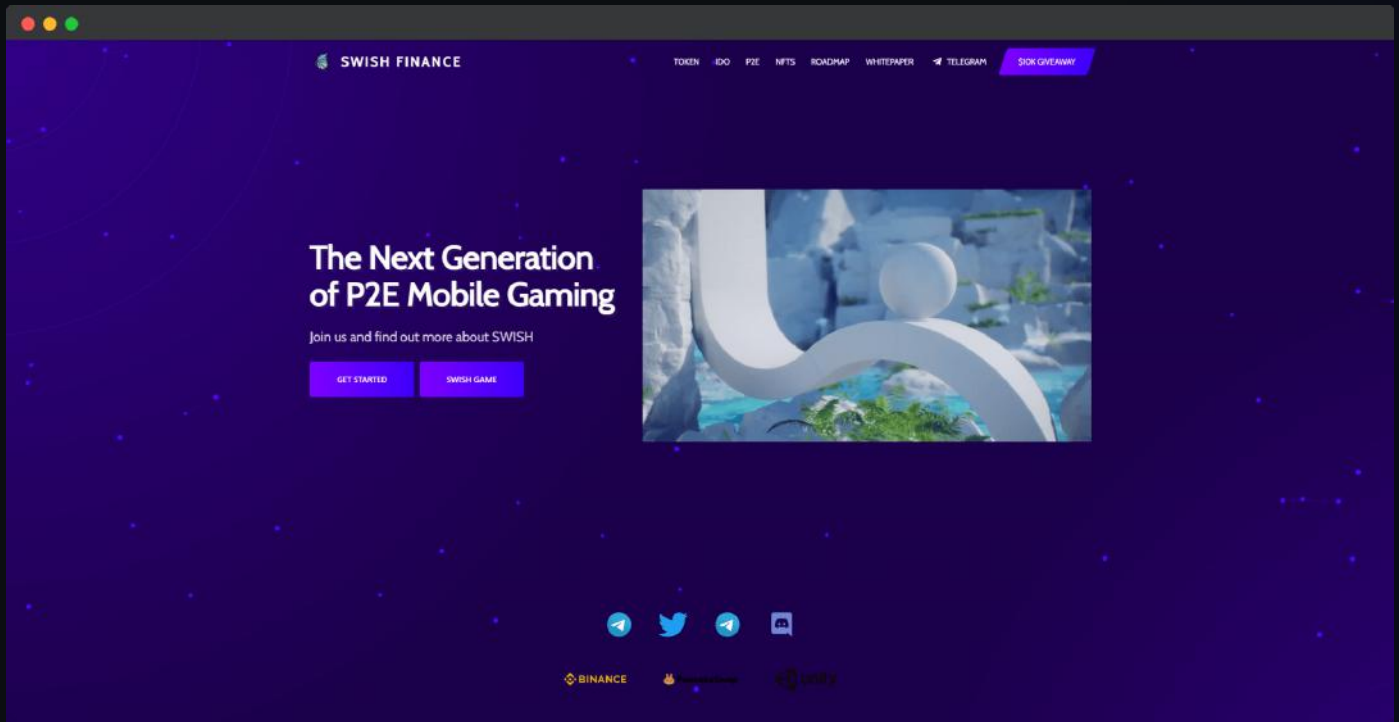 SWISH FINANCE
TOKEN IDO P2E NFTS ROADMAP WHITEPAPER TELEGRAM $10K GIVEAWAY
The Next Generation
of P2E Mobile Gaming
Join us and find out more about SWISH
GET STARTED SWISH GAME
BINANCE unity